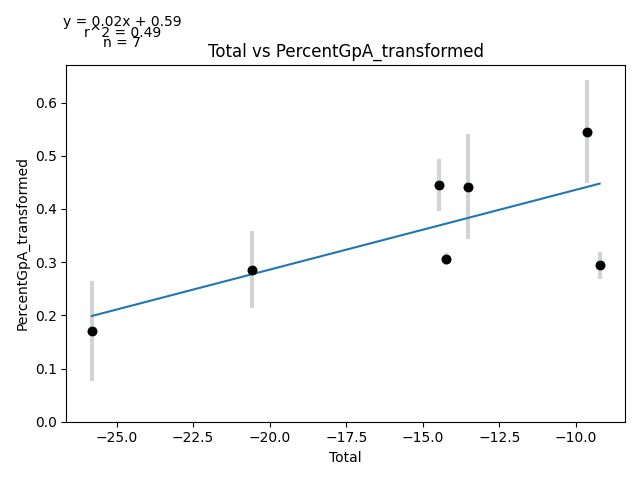 y = 0.02x + 0.59
r^2 = 0.49
n = 7
Total vs PercentGpA_transformed
PercentGpA_transformed
0.6
0.5
0.4
0.3
0.2
0.1
0.0
−25.0 −22.5 −20.0 −17.5 −15.0 −12.5 −10.0
Total